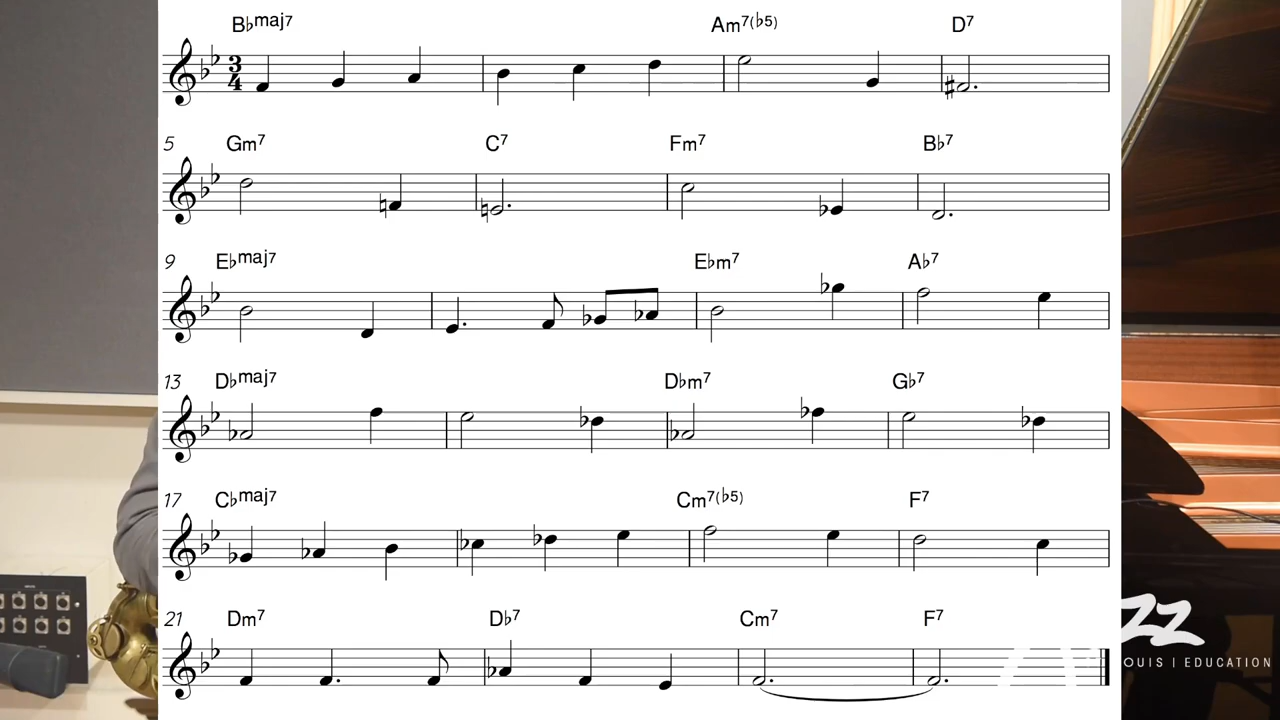 B♭maj7 Am7(♭5) D7
3
4
5 Gm7 C7 Fm7 B♭7
9 E♭maj7 E♭m7 A♭7
13 D♭maj7 D♭m7 G♭7
17 C♭maj7 Cm7(♭5) F7
21 Dm7 D♭7 Cm7 F7
ZZ
OUIS | EDUCATION